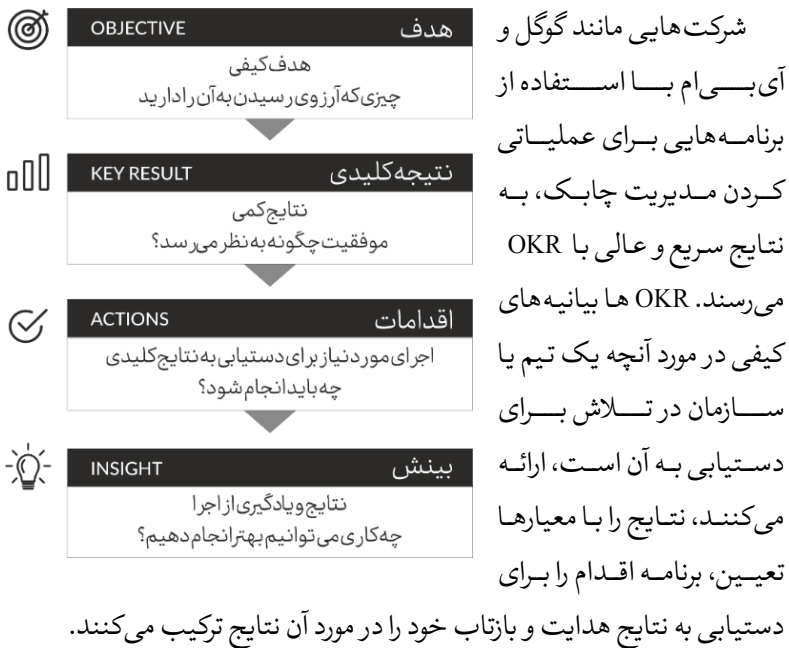 شرکت‌هایی مانند گوگل و
آی‌بی‌ام با استفاده از
برنامه‌هایی برای عملیاتی
کردن مدیریت چابک، به
نتایج سریع و عالی با OKR
می‌رسند. OKR ها بیانیه‌های
کیفی در مورد آنچه یک تیم یا
سازمان در تلاش برای
دستیابی به آن است، ارائه
می‌کنند، نتایج را با معیارها
تعیین، برنامه اقدام را برای
دستیابی به نتایج هدایت و بازتاب خود را در مورد آن نتایج ترکیب می‌کنند.
هدف OBJECTIVE
هدف کیفی
چیزی که آرزوی رسیدن به آن را دارید
نتیجه کلیدی KEY RESULT
نتایج کمی
موفقیت چگونه به نظر می‌رسد؟
اقدامات ACTIONS
اجرای مورد نیاز برای دستیابی به نتایج کلیدی
چه باید انجام شود؟
بینش INSIGHT
نتایج و یادگیری از اجرا
چه کاری می‌توانیم بهتر انجام دهیم؟